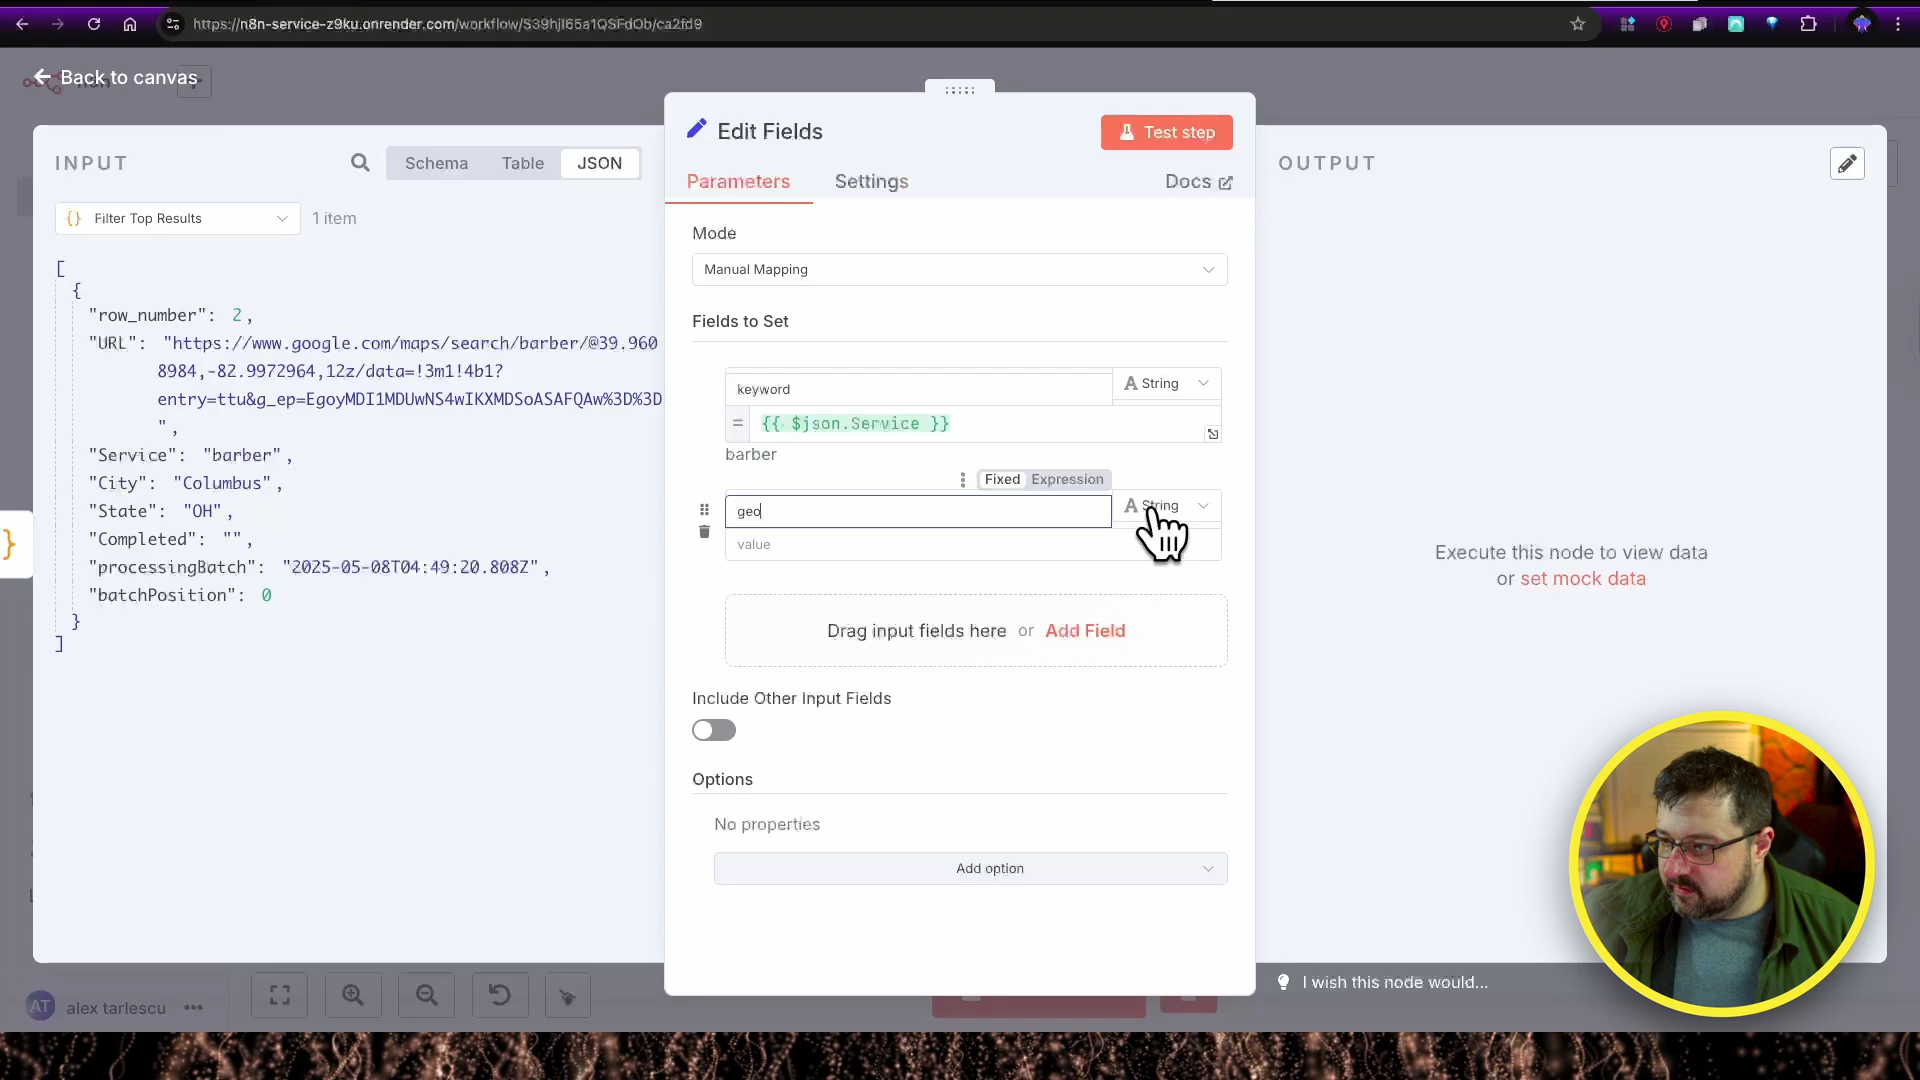 https://n8n-service-z9ku.onrender.com/workflow/S39hjI65a1QSFdOb/ca2fd9
Back to canvas
INPUT
Schema
Table
JSON
Filter Top Results
1 item
[
{
"row_number": 2,
"URL": "https://www.google.com/maps/search/barber/@39.960
8984,-82.9972964,12z/data=!3m1!4b1?
entry=ttu&g_ep=EgoyMDI1MDUwNS4wIKXMDSoASAFQAw%3D%3D
",
"Service": "barber",
"City": "Columbus",
"State": "OH",
"Completed": "",
"processingBatch": "2025-05-08T04:49:20.808Z",
"batchPosition": 0
}
]
Edit Fields
Test step
Parameters
Settings
Docs
Mode
Manual Mapping
Fields to Set
keyword
A String
= {{ $json.Service }}
barber
Fixed Expression
geo
A String
value
Drag input fields here or Add Field
Include Other Input Fields
Options
No properties
Add option
OUTPUT
Execute this node to view data
or set mock data
I wish this node would...
}
AT alex tarlescu